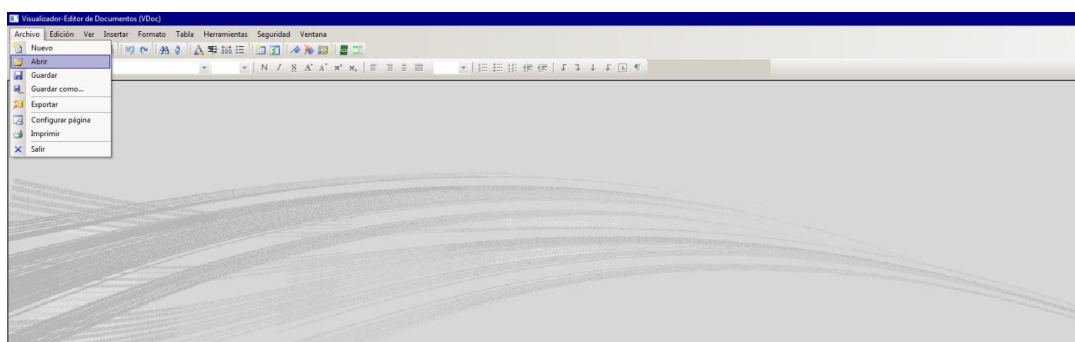 Visualizador-Editor de Documentos (VDoc)
Archivo Edición Ver Insertar Formato Tabla Herramientas Seguridad Ventana
Nuevo
Abrir
Guardar
Guardar como...
Exportar
Configurar página
Imprimir
Salir